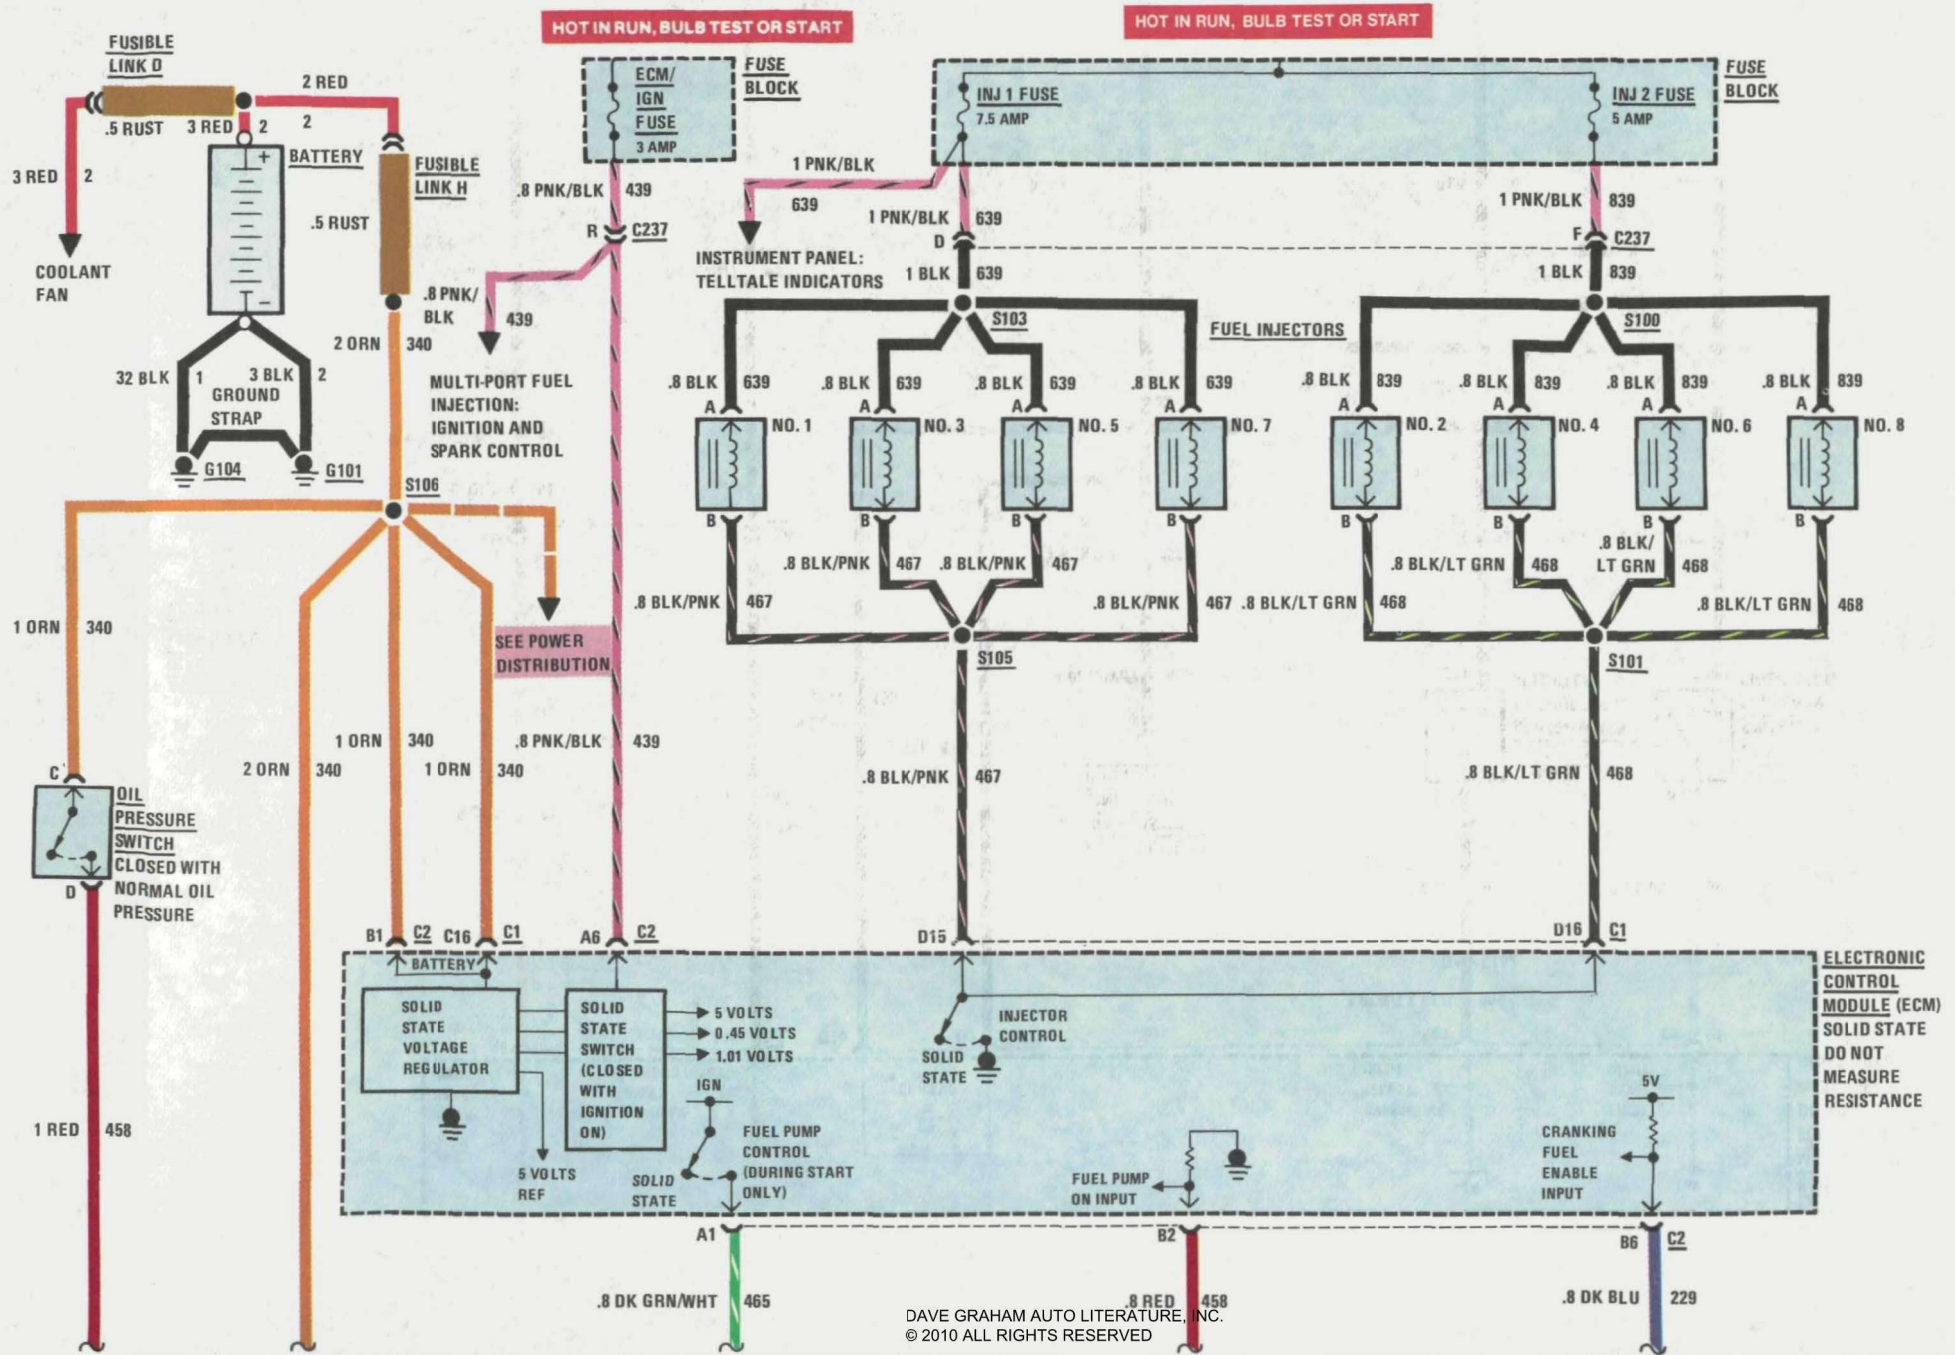 HOT IN RUN, BULB TEST OR START
HOT IN RUN, BULB TEST OR START
FUSIBLE
LINK D
2 RED
2
.5 RUST
3 RED
2
3 RED
2
COOLANT
FAN
+
BATTERY
–
FUSIBLE
LINK H
.5 RUST
32 BLK
1
3 BLK
2
GROUND
STRAP
G104
G101
2 ORN
340
S106
ECM/
IGN
FUSE
3 AMP
FUSE
BLOCK
.8 PNK/BLK
439
R
C237
.8 PNK/
BLK
439
MULTI-PORT FUEL
INJECTION:
IGNITION AND
SPARK CONTROL
INJ 1 FUSE
7.5 AMP
INJ 2 FUSE
5 AMP
FUSE
BLOCK
1 PNK/BLK
639
1 PNK/BLK
639
D
1 BLK
639
INSTRUMENT PANEL:
TELLTALE INDICATORS
1 PNK/BLK
839
F
C237
1 BLK
839
S103
FUEL INJECTORS
S100
.8 BLK
639
.8 BLK
639
.8 BLK
639
.8 BLK
639
.8 BLK
839
.8 BLK
839
.8 BLK
839
.8 BLK
839
A
A
A
A
A
A
A
A
NO. 1
NO. 3
NO. 5
NO. 7
NO. 2
NO. 4
NO. 6
NO. 8
B
B
B
B
B
B
B
B
.8 BLK/PNK
467
.8 BLK/PNK
467
.8 BLK/PNK
467
.8 BLK/PNK
467
.8 BLK/LT GRN
468
.8 BLK/LT GRN
468
.8 BLK/
LT GRN
468
.8 BLK/LT GRN
468
S105
S101
SEE POWER
DISTRIBUTION
1 ORN
340
2 ORN
340
1 ORN
340
1 ORN
340
.8 PNK/BLK
439
.8 BLK/PNK
467
.8 BLK/LT GRN
468
C
OIL
PRESSURE
SWITCH
CLOSED WITH
NORMAL OIL
PRESSURE
D
1 RED
458
B1
C2
C16
C1
A6
C2
D15
D16
C1
BATTERY
SOLID
STATE
VOLTAGE
REGULATOR
SOLID
STATE
SWITCH
(CLOSED
WITH
IGNITION
ON)
5 VOLTS
0.45 VOLTS
1.01 VOLTS
5 VOLTS
REF
IGN
SOLID
STATE
FUEL PUMP
CONTROL
(DURING START
ONLY)
INJECTOR
CONTROL
SOLID
STATE
FUEL PUMP
ON INPUT
5V
CRANKING
FUEL
ENABLE
INPUT
ELECTRONIC
CONTROL
MODULE (ECM)
SOLID STATE
DO NOT
MEASURE
RESISTANCE
A1
B2
B6
C2
.8 DK GRN/WHT
465
.8 RED
458
.8 DK BLU
229
DAVE GRAHAM AUTO LITERATURE, INC.
© 2010 ALL RIGHTS RESERVED